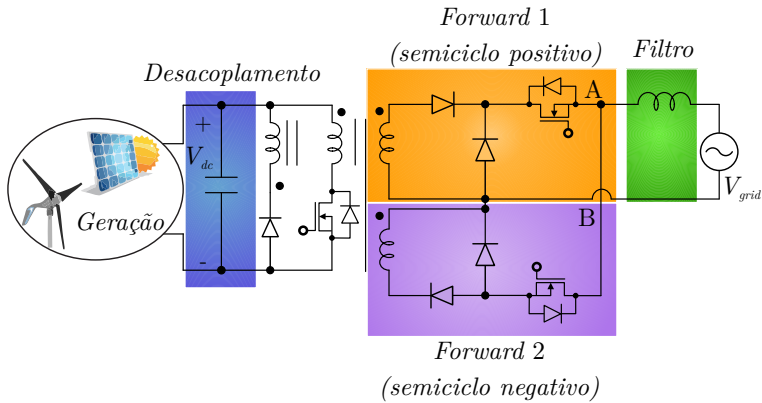 Forward 1
(semiciclo positivo)
Filtro
Desacoplamento
A
+
V_dc
Geração
-
V_grid
B
Forward 2
(semiciclo negativo)